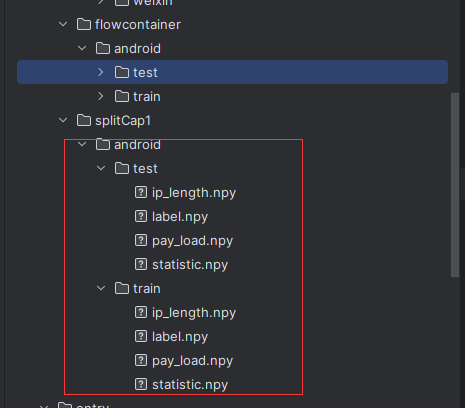 weixin
flowcontainer
android
test
train
splitCap1
android
test
ip_length.npy
label.npy
pay_load.npy
statistic.npy
train
ip_length.npy
label.npy
pay_load.npy
statistic.npy
entry